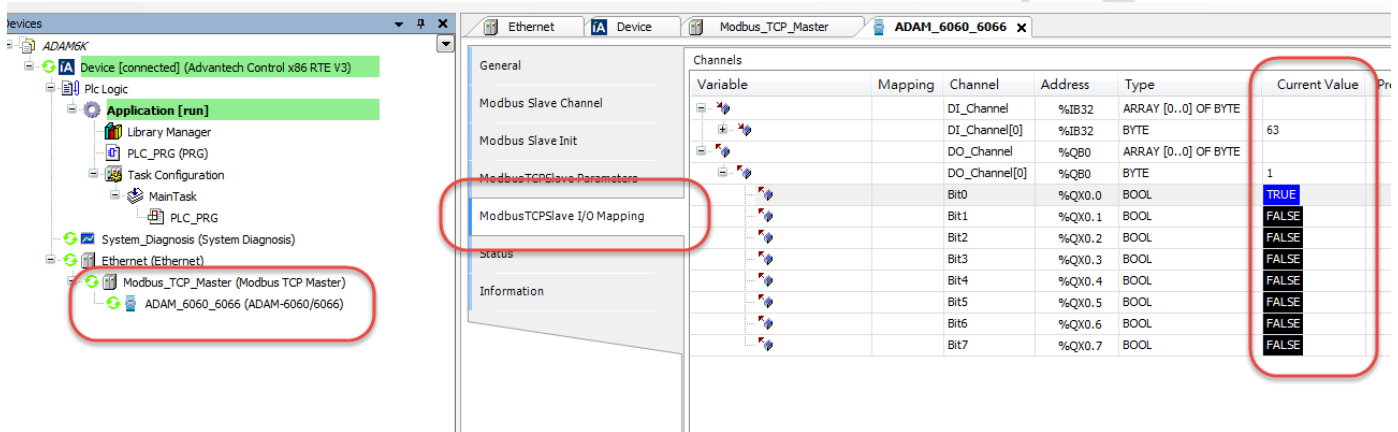 Devices
ADAM6K
Device [connected] (Advantech Control x86 RTE V3)
Plc Logic
Application [run]
Library Manager
PLC_PRG (PRG)
Task Configuration
MainTask
PLC_PRG
System_Diagnosis (System Diagnosis)
Ethernet (Ethernet)
Modbus_TCP_Master (Modbus TCP Master)
ADAM_6060_6066 (ADAM-6060/6066)
Ethernet Device Modbus_TCP_Master ADAM_6060_6066
General
Modbus Slave Channel
Modbus Slave Init
ModbusTCPSlave Parameters
ModbusTCPSlave I/O Mapping
Status
Information
Channels
Variable Mapping Channel Address Type Current Value Pre
DI_Channel %IB32 ARRAY [0..0] OF BYTE
DI_Channel[0] %IB32 BYTE 63
DO_Channel %QB0 ARRAY [0..0] OF BYTE
DO_Channel[0] %QB0 BYTE 1
Bit0 %QX0.0 BOOL TRUE
Bit1 %QX0.1 BOOL FALSE
Bit2 %QX0.2 BOOL FALSE
Bit3 %QX0.3 BOOL FALSE
Bit4 %QX0.4 BOOL FALSE
Bit5 %QX0.5 BOOL FALSE
Bit6 %QX0.6 BOOL FALSE
Bit7 %QX0.7 BOOL FALSE